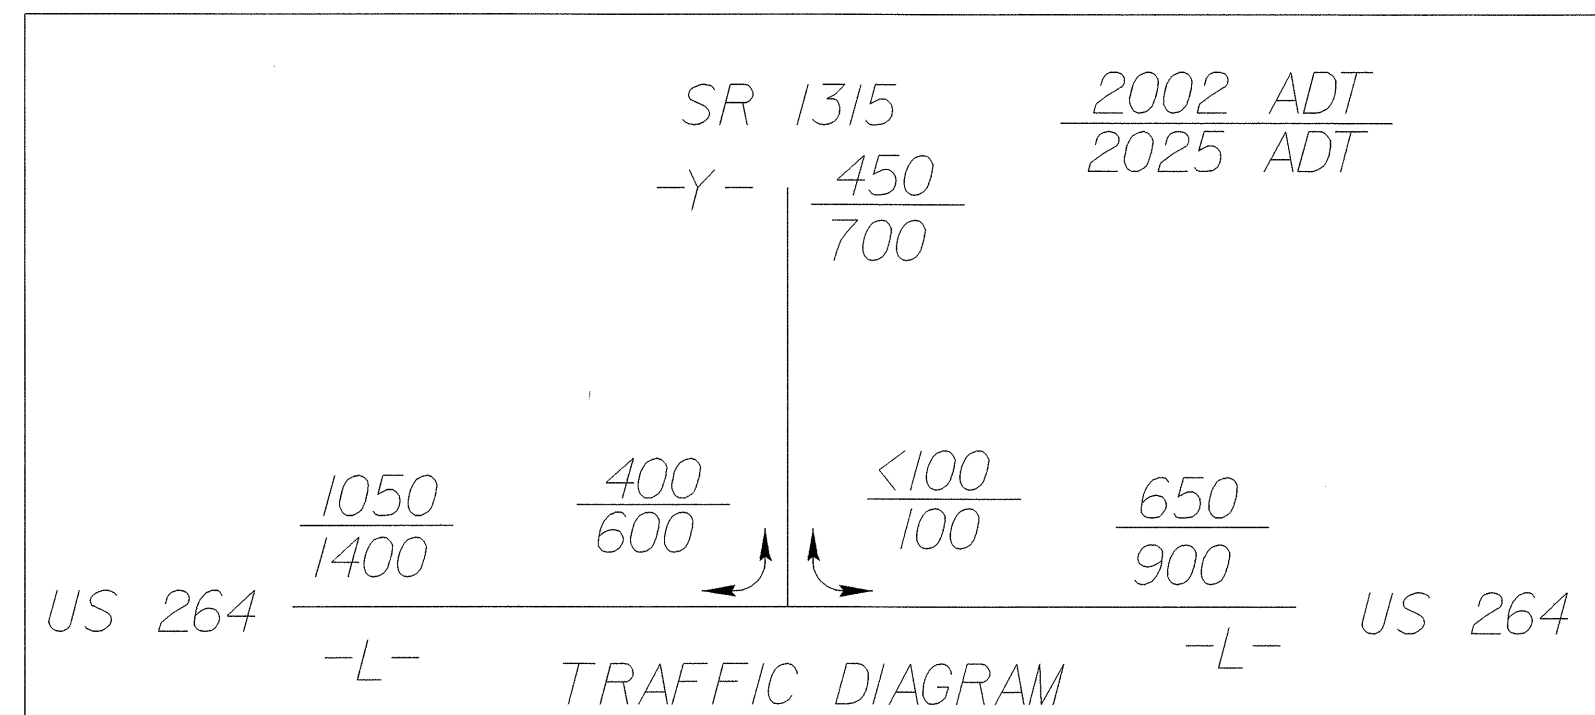 SR 1315
2002 ADT
2025 ADT
-Y-
450
700
1050
1400
400
600
<100
100
650
900
US 264
US 264
-L-
-L-
TRAFFIC DIAGRAM